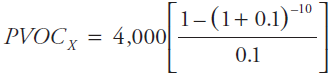 PVOC_X = 4,000[(1–(1+0.1)^–10)/0.1]